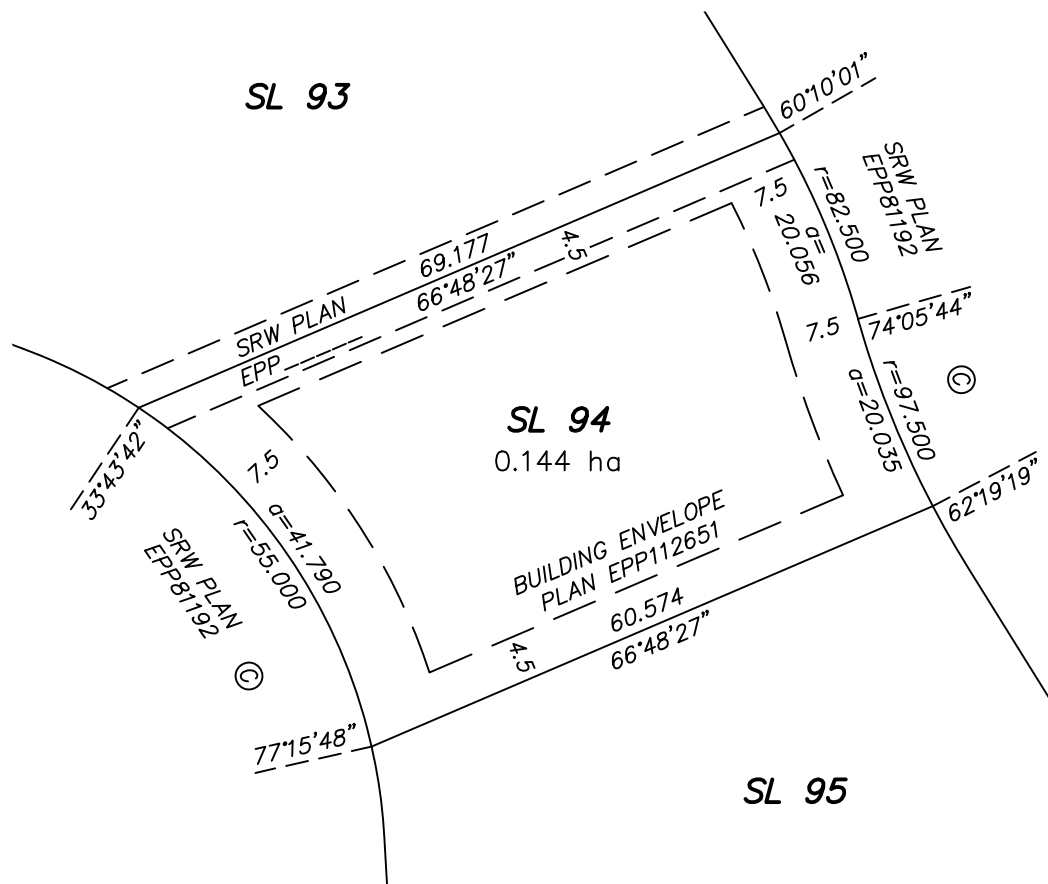 SL 93
60°10'01"
SRW PLAN
EPP81192
7.5
r=82.500
a=
20.056
69.177
66°48'27"
4.5
SRW PLAN
EPP -----
7.5
74°05'44"
r=97.500
a=20.035
©
SL 94
0.144 ha
33°43'42"
7.5
a=41.790
r=55.000
SRW PLAN
EPP81192
©
BUILDING ENVELOPE
PLAN EPP112651
62°19'19"
60.574
66°48'27"
4.5
77°15'48"
SL 95